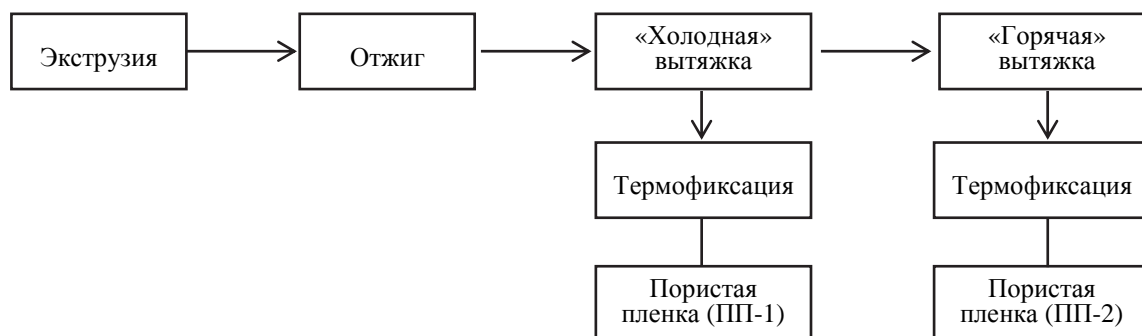 Экструзия
Отжиг
«Холодная»
вытяжка
«Горячая»
вытяжка
Термофиксация
Термофиксация
Пористая
пленка (ПП-1)
Пористая
пленка (ПП-2)